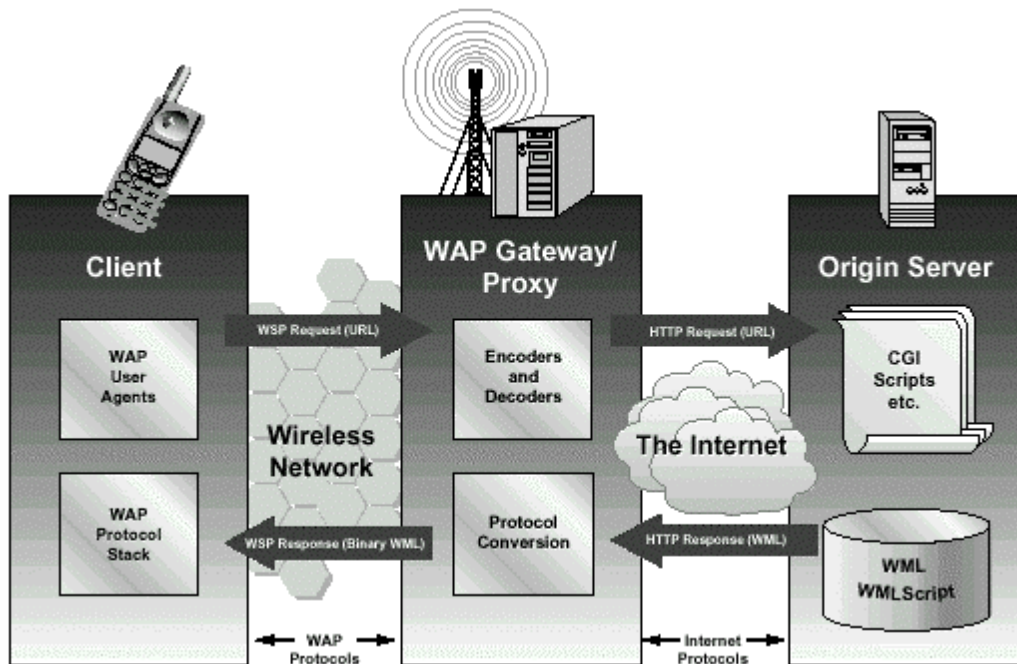 Client
WAP
User
Agents
WAP
Protocol
Stack
WSP Request (URL)
Wireless
Network
WSP Response (Binary WML)
WAP
Protocols
WAP Gateway/
Proxy
Encoders
and
Decoders
Protocol
Conversion
HTTP Request (URL)
The Internet
HTTP Response (WML)
Internet
Protocols
Origin Server
CGI
Scripts
etc.
WML
WMLScript